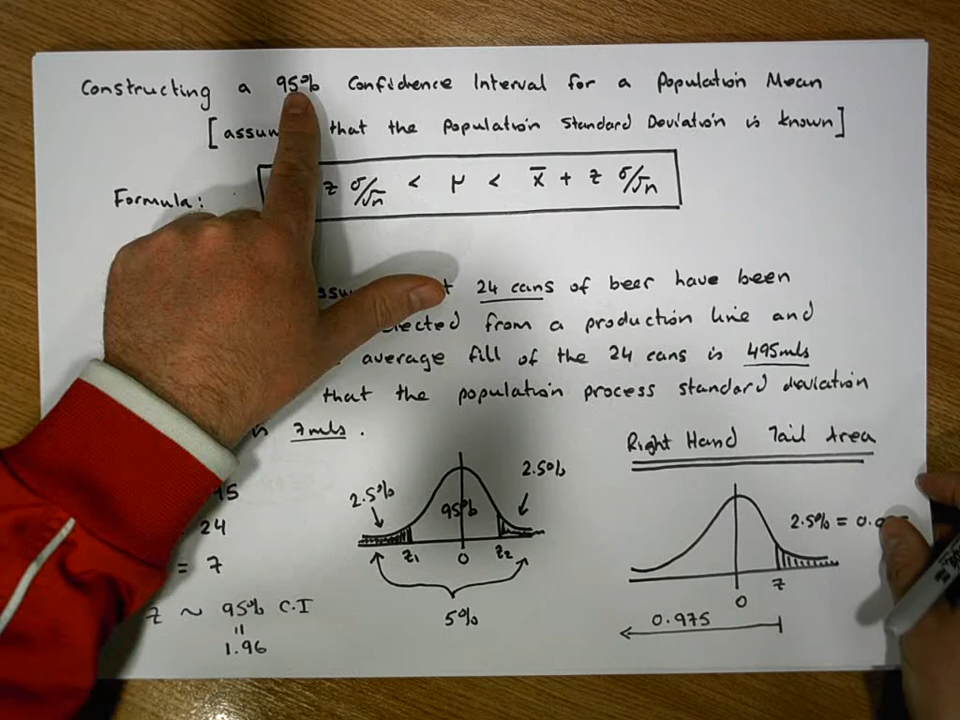 Constructing a 95% Confidence Interval for a Population Mean
[assum that the Population Standard Deviation is known]
Formula: z σ/√n < μ < x̄ + z σ/√n
24 cans of beer have been
from a production line and
average fill of the 24 cans is 495mls
that the population process standard deviation
7mls.
Right Hand Tail Area
2.5%
2.5%
95%
z1 0 z2
5%
24
= 7
z ~ 95% C.I
"
1.96
2.5% = 0.0
z
0
0.975